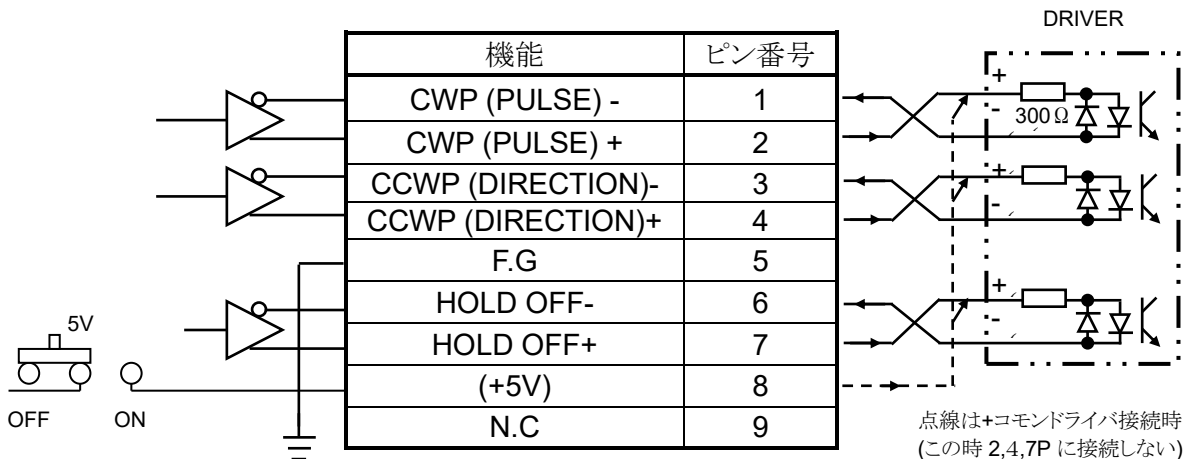 DRIVER
機能 ピン番号
CWP (PULSE) - 1
CWP (PULSE) + 2
CCWP (DIRECTION)- 3
CCWP (DIRECTION)+ 4
F.G 5
HOLD OFF- 6
HOLD OFF+ 7
(+5V) 8
N.C 9
+
-
300Ω
+
-
+
-
5V
OFF ON
点線は+コモンドライバ接続時
(この時 2,4,7P に接続しない)